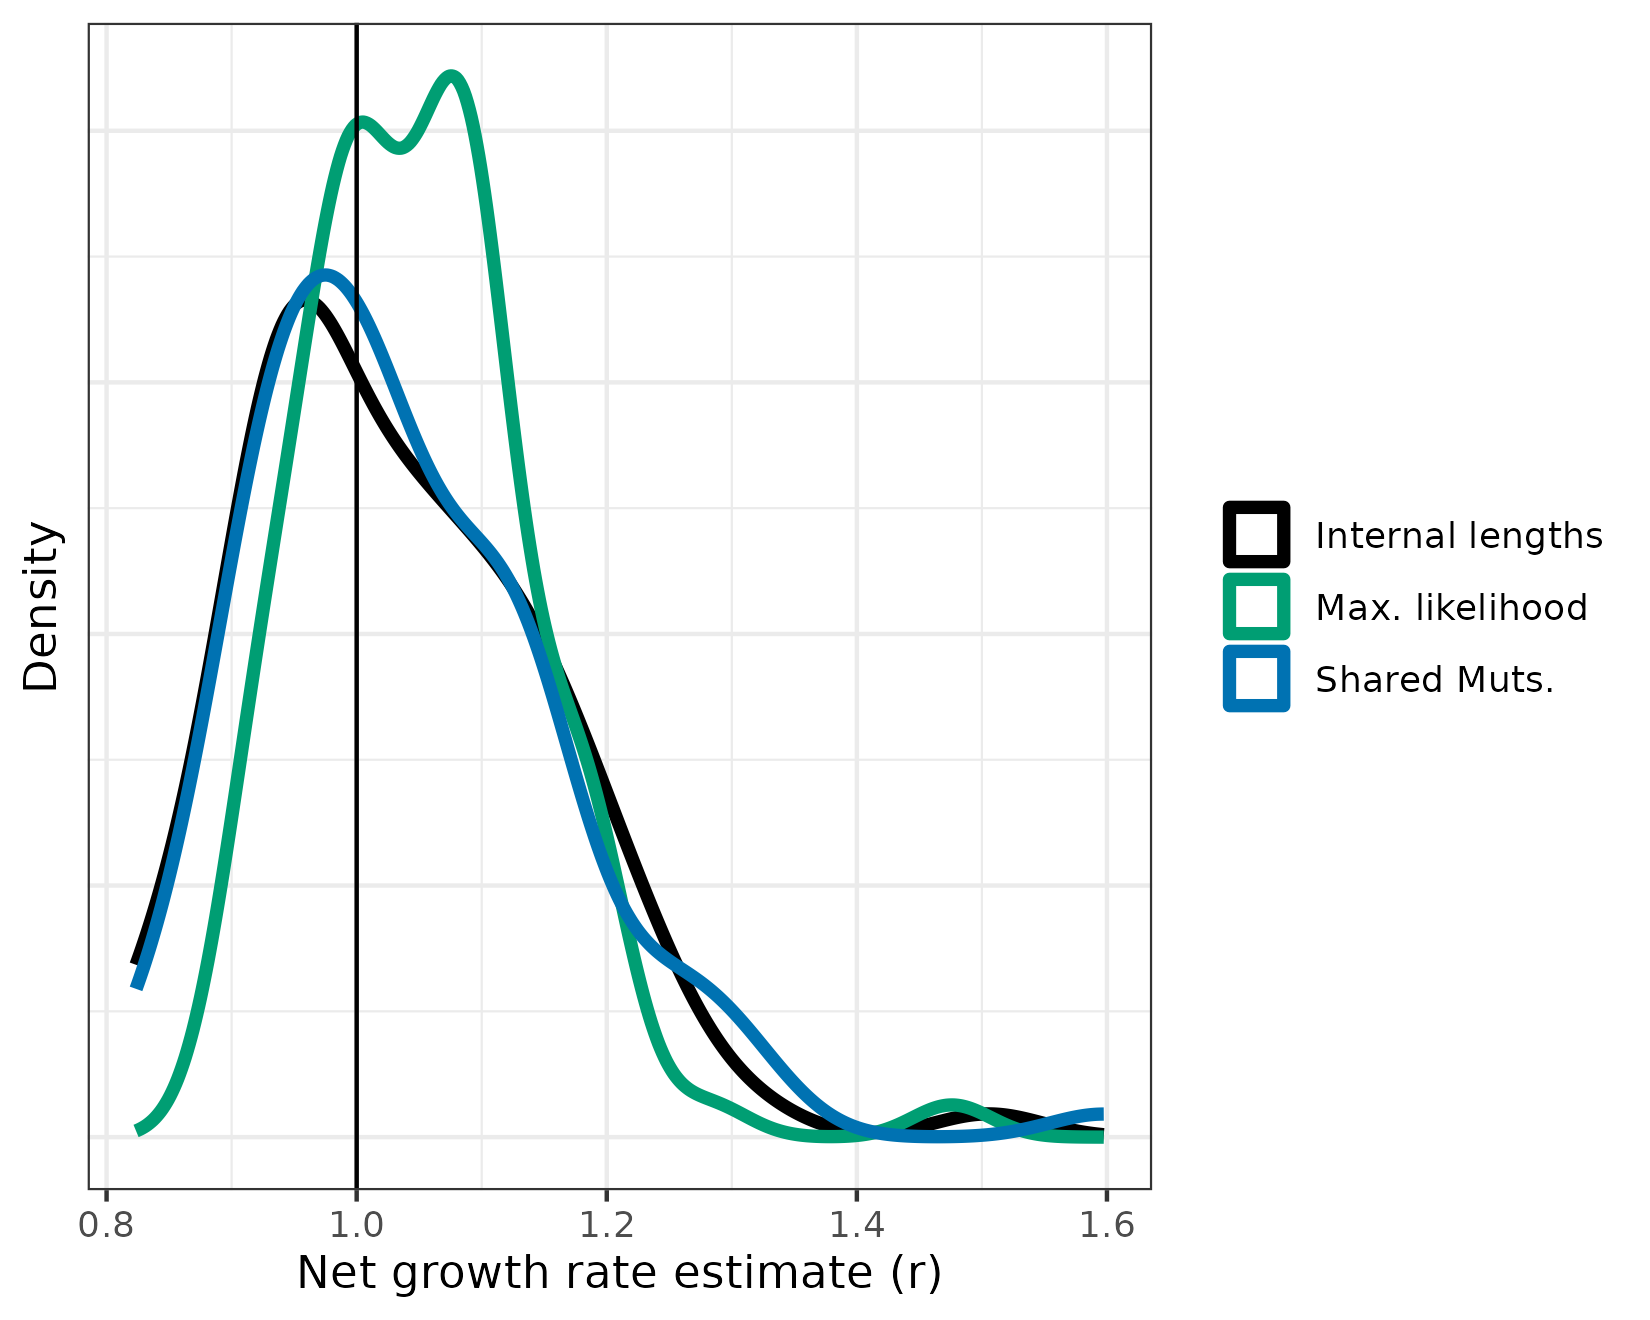 Density
0.8 1.0 1.2 1.4 1.6
Net growth rate estimate (r)
Internal lengths
Max. likelihood
Shared Muts.